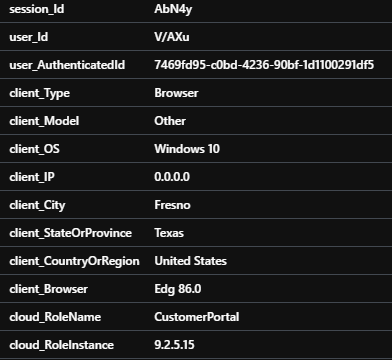 session_Id AbN4y
user_Id V/AXu
user_AuthenticatedId 7469fd95-c0bd-4236-90bf-1d1100291df5
client_Type Browser
client_Model Other
client_OS Windows 10
client_IP 0.0.0.0
client_City Fresno
client_StateOrProvince Texas
client_CountryOrRegion United States
client_Browser Edg 86.0
cloud_RoleName CustomerPortal
cloud_RoleInstance 9.2.5.15